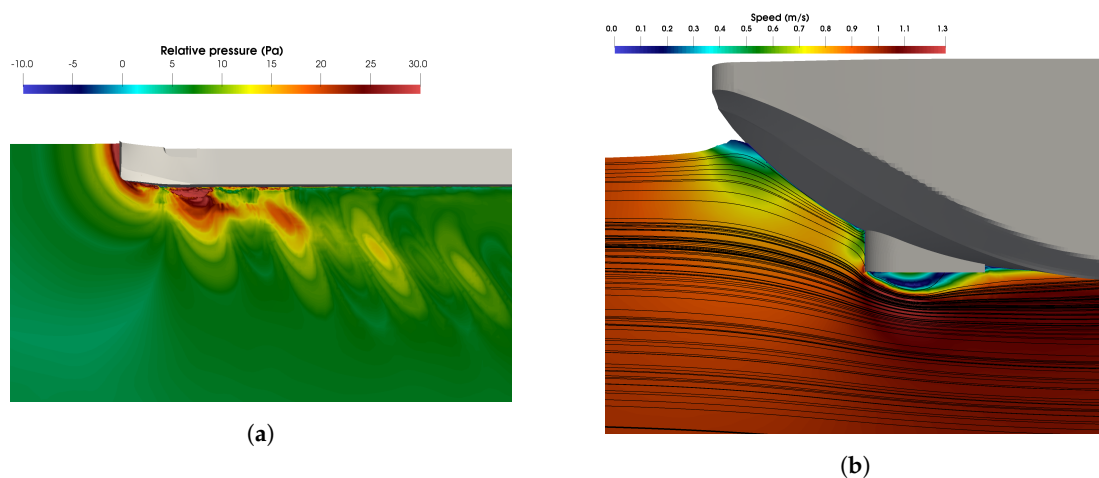 Relative pressure (Pa)
-10.0 -5 0 5 10 15 20 25 30.0
(a)
Speed (m/s)
0.0 0.1 0.2 0.3 0.4 0.5 0.6 0.7 0.8 0.9 1 1.1 1.3
(b)